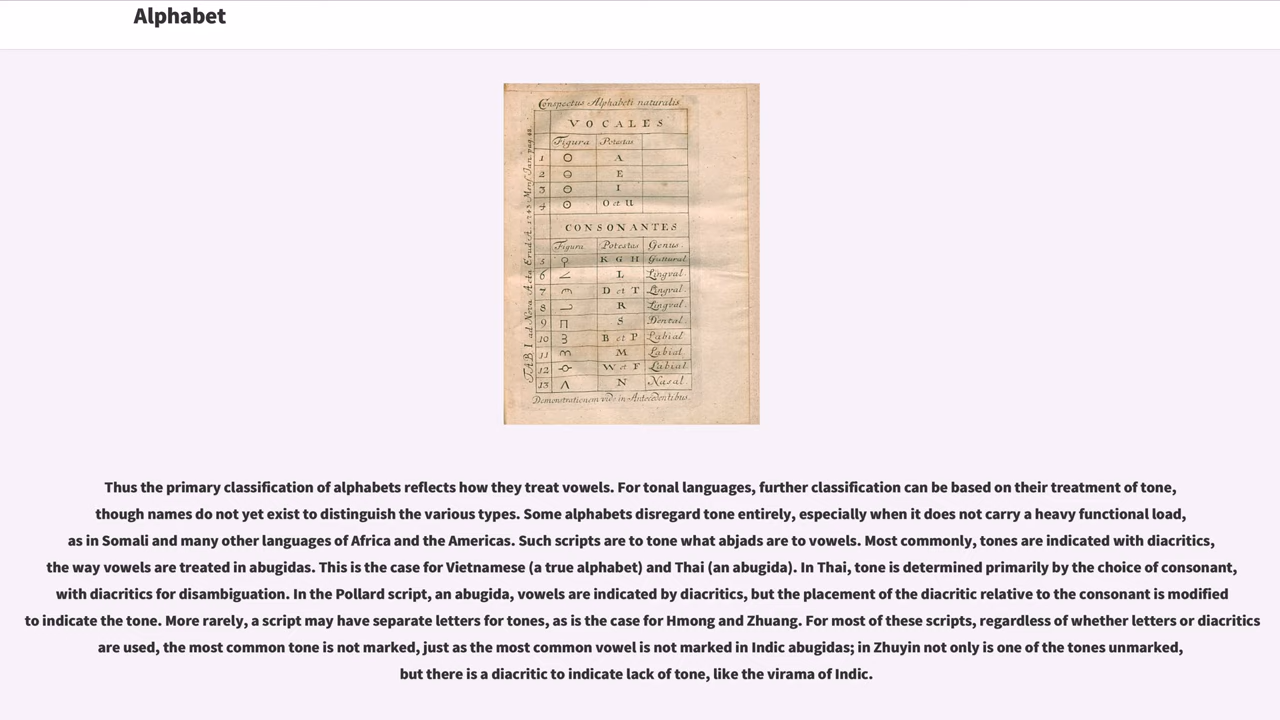 Alphabet
Conspectus Alphabeti naturalis
VOCALES
Figura Potestas
1 A
2 E
3 I
4 O et U
CONSONANTES
Figura Potestas Genus
5 K G H Guttural
6 L Lingval
7 D et T Lingval
8 R Lingval
9 S Dental
10 B et P Labial
11 M Labial
12 W et F Labial
13 N Nasal
Demonstrationem vide in Antecedentibus.
TAB I ad Nova Acta Erud.
Thus the primary classification of alphabets reflects how they treat vowels. For tonal languages, further classification can be based on their treatment of tone,
though names do not yet exist to distinguish the various types. Some alphabets disregard tone entirely, especially when it does not carry a heavy functional load,
as in Somali and many other languages of Africa and the Americas. Such scripts are to tone what abjads are to vowels. Most commonly, tones are indicated with diacritics,
the way vowels are treated in abugidas. This is the case for Vietnamese (a true alphabet) and Thai (an abugida). In Thai, tone is determined primarily by the choice of consonant,
with diacritics for disambiguation. In the Pollard script, an abugida, vowels are indicated by diacritics, but the placement of the diacritic relative to the consonant is modified
to indicate the tone. More rarely, a script may have separate letters for tones, as is the case for Hmong and Zhuang. For most of these scripts, regardless of whether letters or diacritics
are used, the most common tone is not marked, just as the most common vowel is not marked in Indic abugidas; in Zhuyin not only is one of the tones unmarked,
but there is a diacritic to indicate lack of tone, like the virama of Indic.